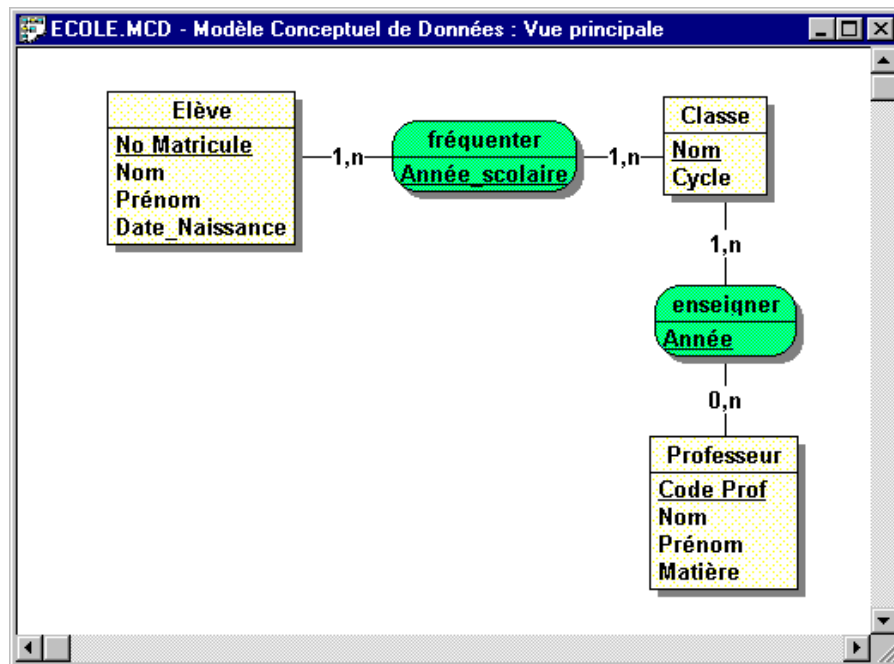 ECOLE.MCD - Modèle Conceptuel de Données : Vue principale
Elève
No Matricule
Nom
Prénom
Date_Naissance
1,n
fréquenter
Année_scolaire
1,n
Classe
Nom
Cycle
1,n
enseigner
Année
0,n
Professeur
Code Prof
Nom
Prénom
Matière